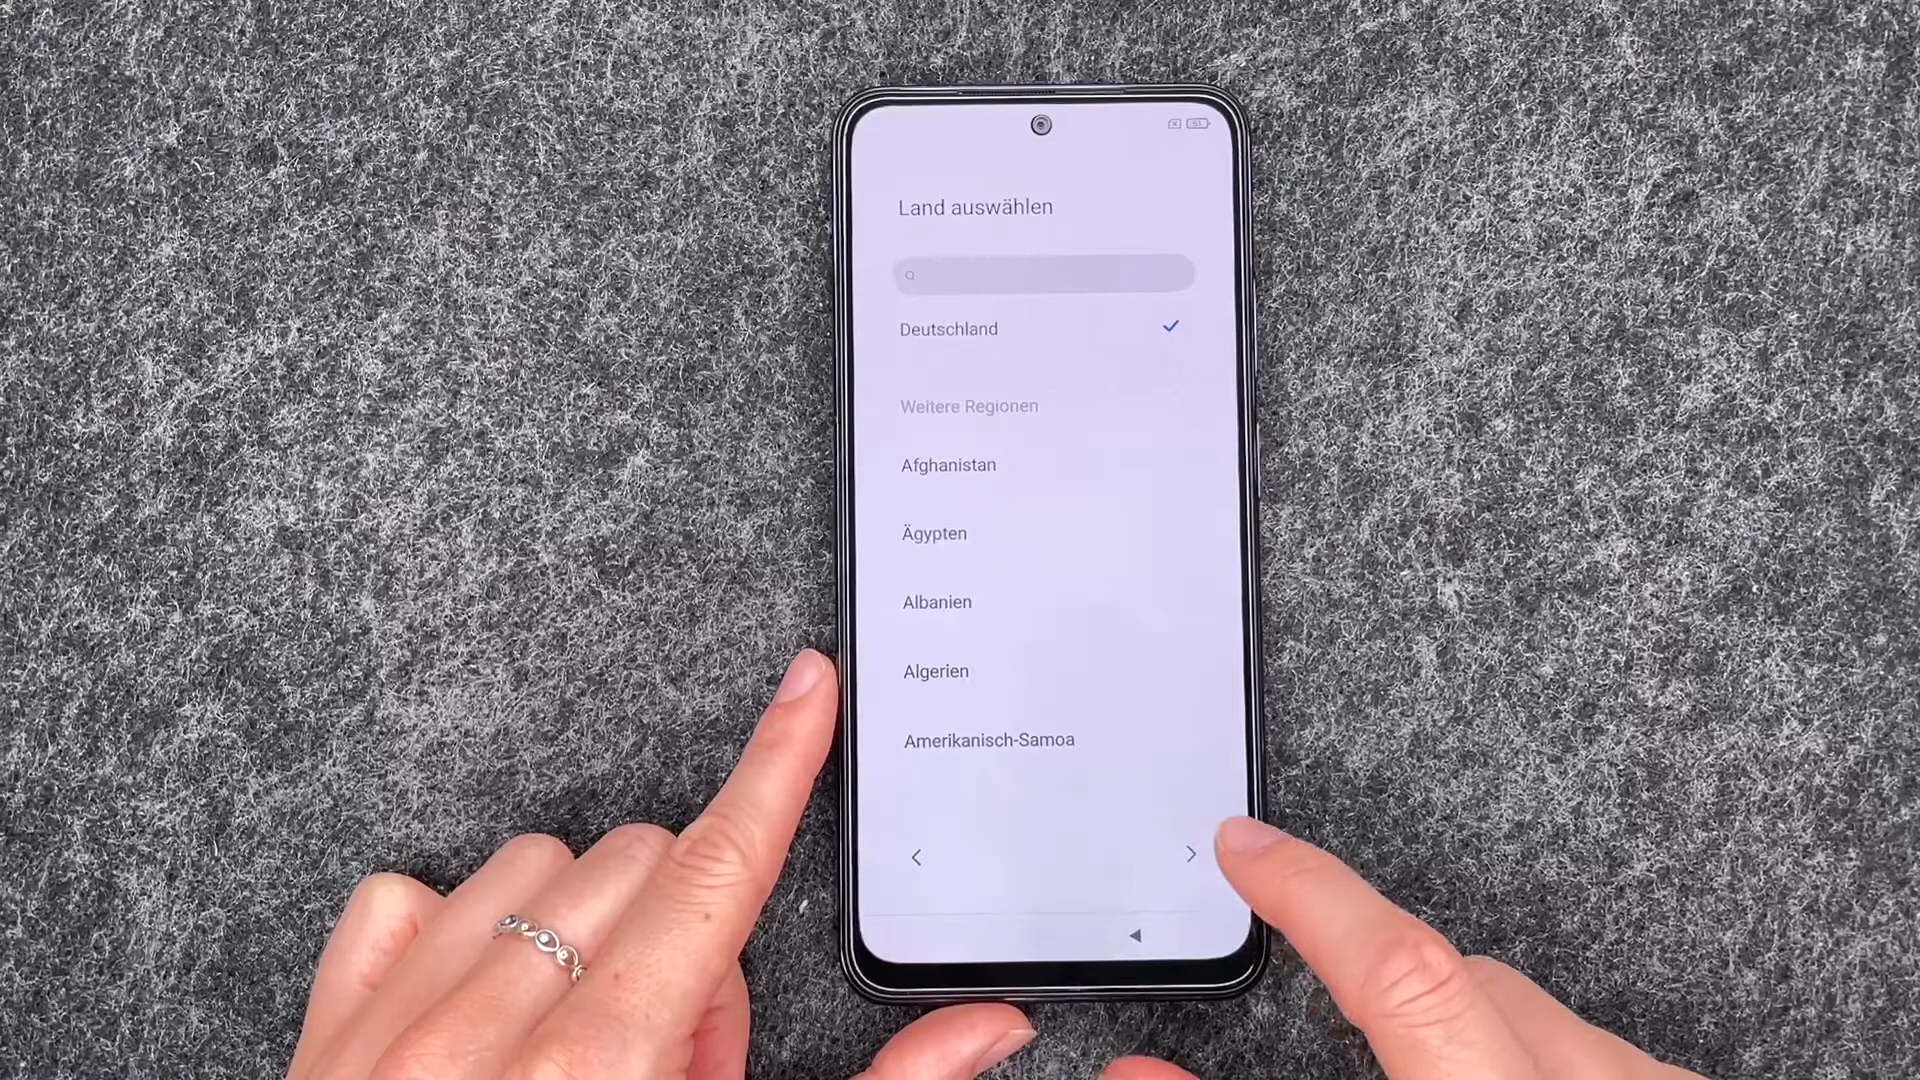 Land auswählen
Deutschland
Weitere Regionen
Afghanistan
Ägypten
Albanien
Algerien
Amerikanisch-Samoa